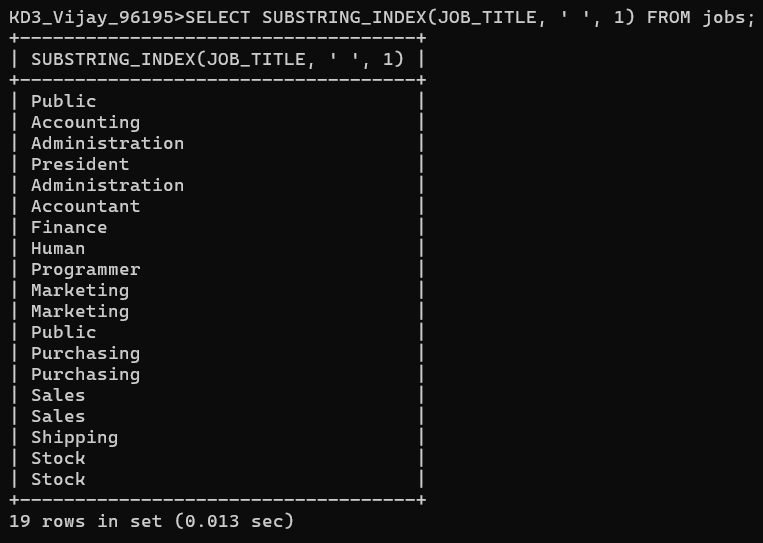 KD3_Vijay_96195>SELECT SUBSTRING_INDEX(JOB_TITLE, ' ', 1) FROM jobs;
+------------------------------------+
| SUBSTRING_INDEX(JOB_TITLE, ' ', 1) |
+------------------------------------+
| Public                             |
| Accounting                         |
| Administration                     |
| President                          |
| Administration                     |
| Accountant                         |
| Finance                            |
| Human                              |
| Programmer                         |
| Marketing                          |
| Marketing                          |
| Public                             |
| Purchasing                         |
| Purchasing                         |
| Sales                              |
| Sales                              |
| Shipping                           |
| Stock                              |
| Stock                              |
+------------------------------------+
19 rows in set (0.013 sec)